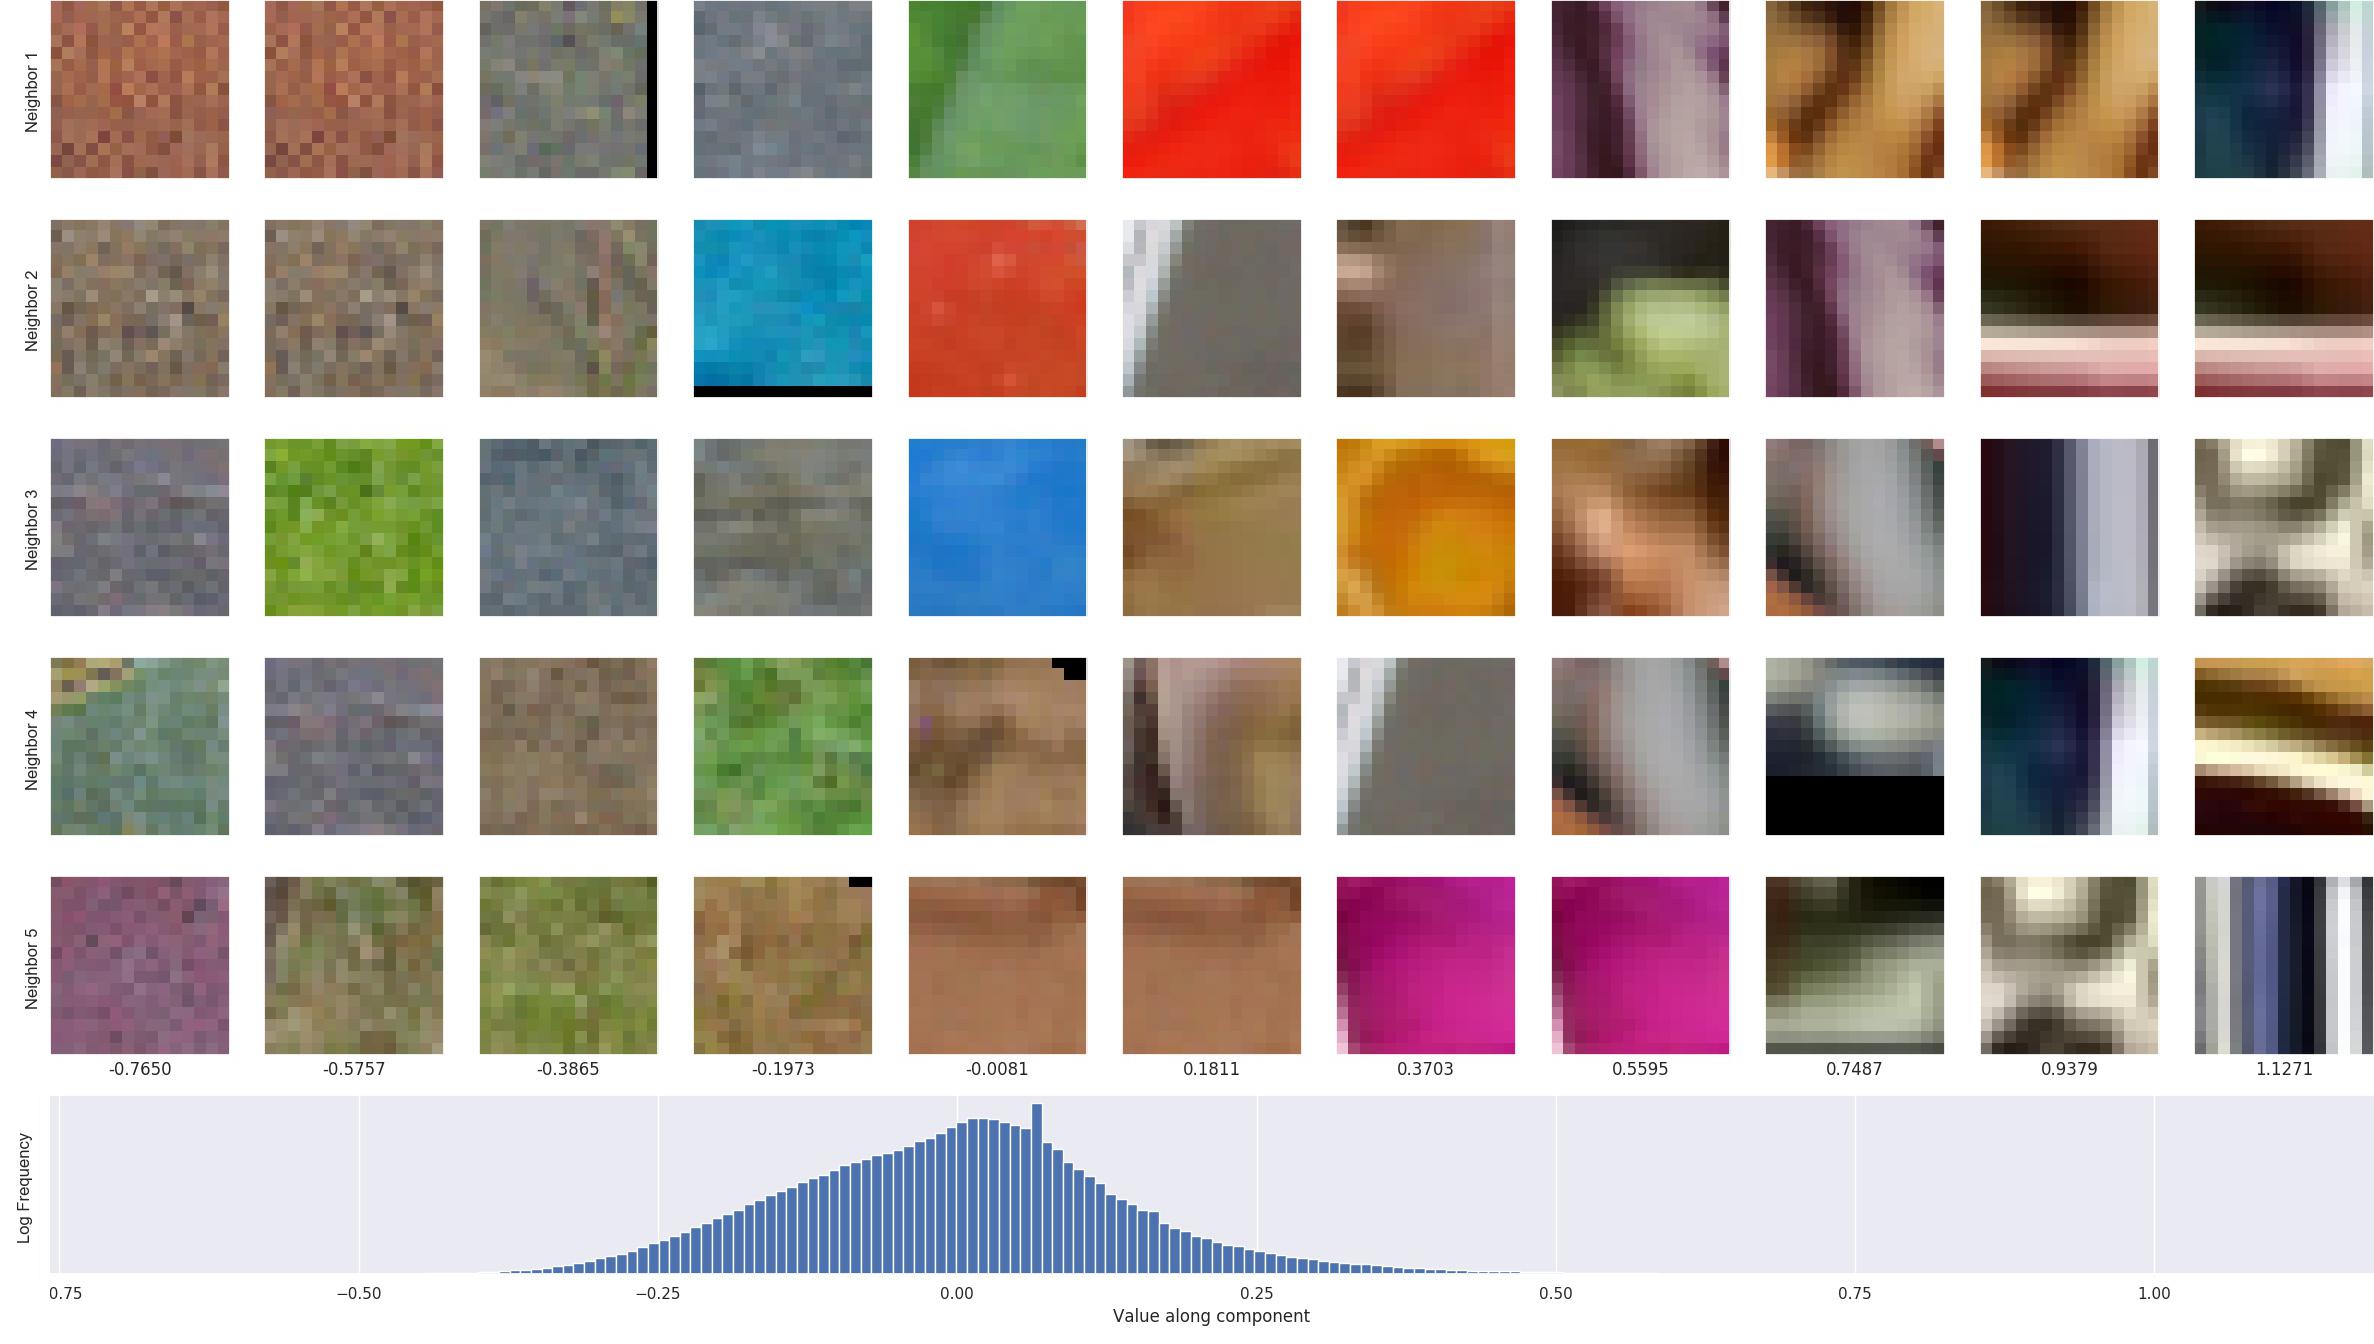 Neighbor 1
Neighbor 2
Neighbor 3
Neighbor 4
Neighbor 5
-0.7650 -0.5757 -0.3865 -0.1973 -0.0081 0.1811 0.3703 0.5595 0.7487 0.9379 1.1271
Log Frequency
0.75 −0.50 −0.25 0.00 0.25 0.50 0.75 1.00
Value along component